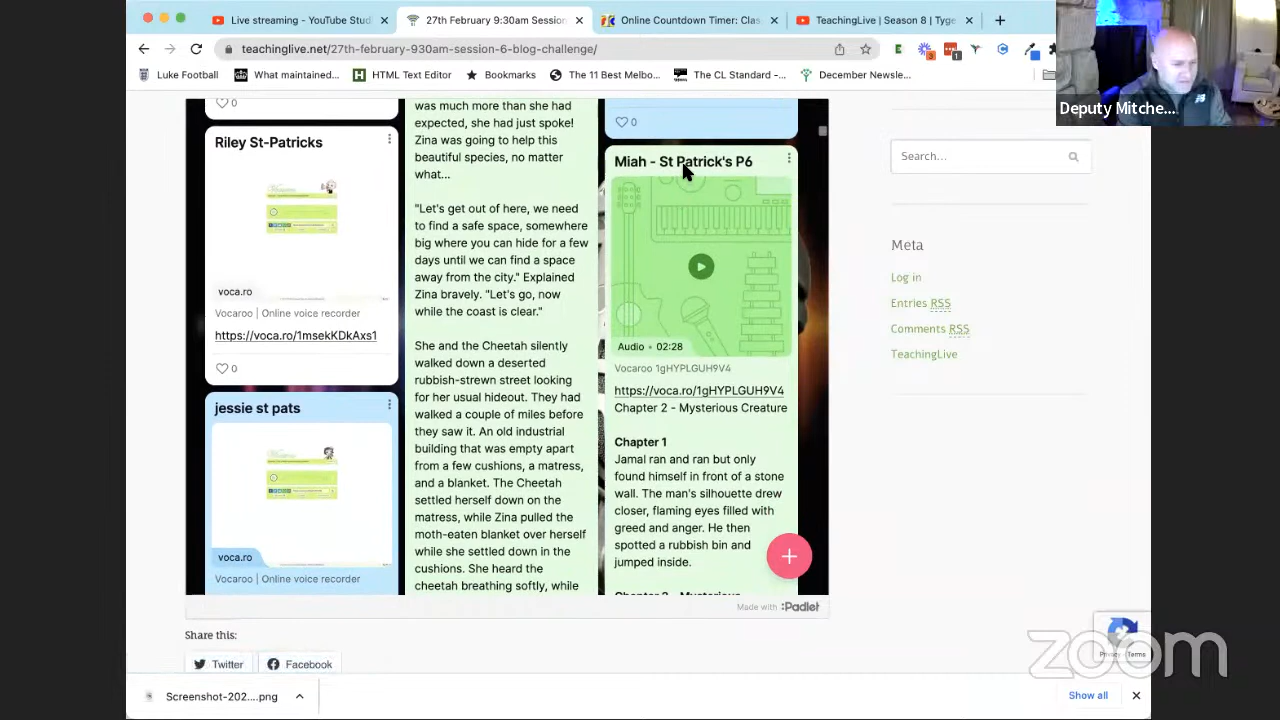 Live streaming - YouTube Stud
27th February 9:30am Session
Online Countdown Timer: Clas
TeachingLive | Season 8 | Tyge
teachinglive.net/27th-february-930am-session-6-blog-challenge/
Luke Football
What maintained...
HTML Text Editor
Bookmarks
The 11 Best Melbo...
The CL Standard -...
December Newsle...
Deputy Mitche...
0
Riley St-Patricks
voca.ro
Vocaroo | Online voice recorder
https://voca.ro/1msekKDkAxs1
0
jessie st pats
voca.ro
Vocaroo | Online voice recorder
was much more than she had
expected, she had just spoke!
Zina was going to help this
beautiful species, no matter
what...
"Let's get out of here, we need
to find a safe space, somewhere
big where you can hide for a few
days until we can find a space
away from the city." Explained
Zina bravely. "Let's go, now
while the coast is clear."
She and the Cheetah silently
walked down a deserted
rubbish-strewn street looking
for her usual hideout. They had
walked a couple of miles before
they saw it. An old industrial
building that was empty apart
from a few cushions, a matress,
and a blanket. The Cheetah
settled herself down on the
matress, while Zina pulled the
moth-eaten blanket over herself
while she settled down in the
cushions. She heard the
cheetah breathing softly, while
0
Miah - St Patrick's P6
Audio • 02:28
Vocaroo 1gHYPLGUH9V4
https://voca.ro/1gHYPLGUH9V4
Chapter 2 - Mysterious Creature
Chapter 1
Jamal ran and ran but only
found himself in front of a stone
wall. The man's silhouette drew
closer, flaming eyes filled with
greed and anger. He then
spotted a rubbish bin and
jumped inside.
Chapter 2 - Mysterious
Made with :Padlet
Search...
Meta
Log in
Entries RSS
Comments RSS
TeachingLive
Share this:
Twitter
Facebook
Privacy - Terms
zoom
Screenshot-202....png
Show all